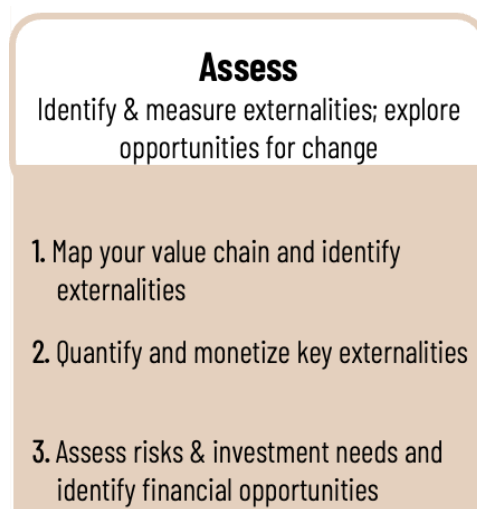 Assess
Identify & measure externalities; explore
opportunities for change
1. Map your value chain and identify
externalities
2. Quantify and monetize key externalities
3. Assess risks & investment needs and
identify financial opportunities